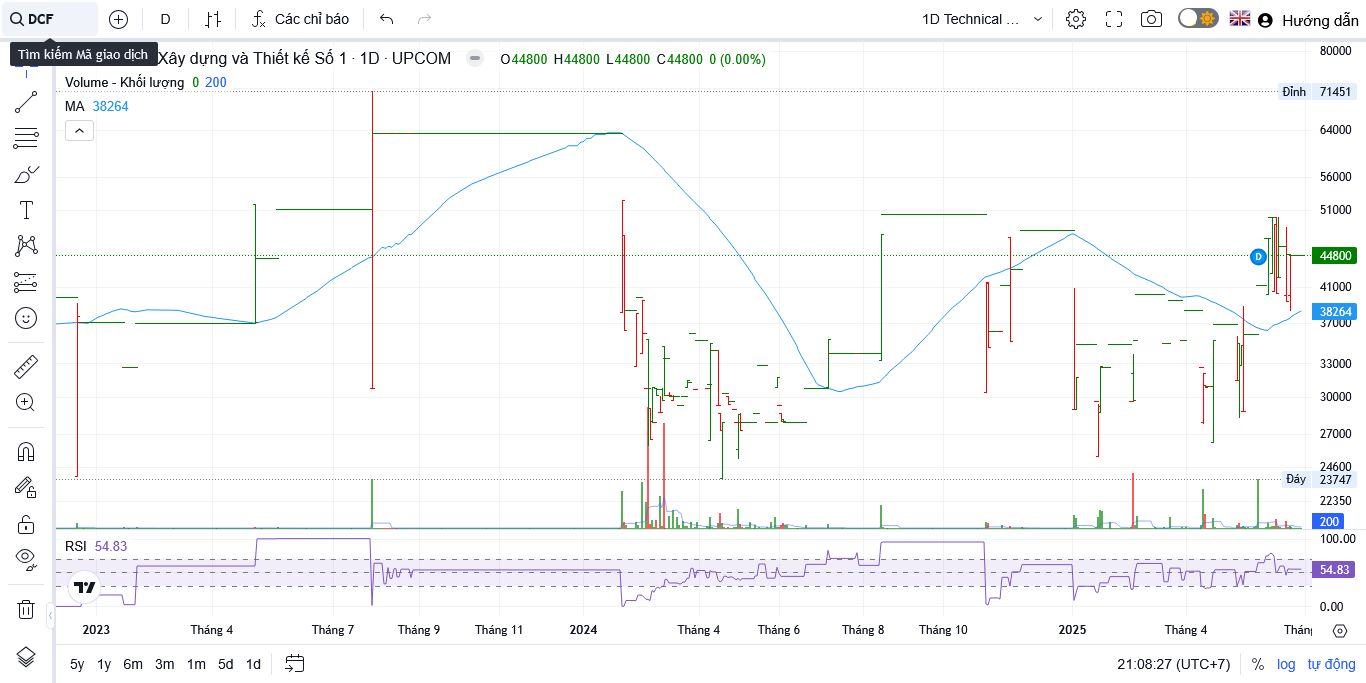 DCF
D
Các chỉ báo
1D Technical ...
Hướng dẫn
Tìm kiếm Mã giao dịch
Xây dựng và Thiết kế Số 1 · 1D · UPCOM
O44800 H44800 L44800 C44800 0 (0.00%)
Volume - Khối lượng 0 200
MA 38264
80000
Đỉnh 71451
64000
56000
51000
D
44800
41000
38264
37000
33000
30000
27000
24600
Đáy 23747
22350
200
RSI 54.83
100.00
54.83
0.00
2023 Tháng 4 Tháng 7 Tháng 9 Tháng 11 2024 Tháng 4 Tháng 6 Tháng 8 Tháng 10 2025 Tháng 4
5y 1y 6m 3m 1m 5d 1d
21:08:27 (UTC+7) % log tự động